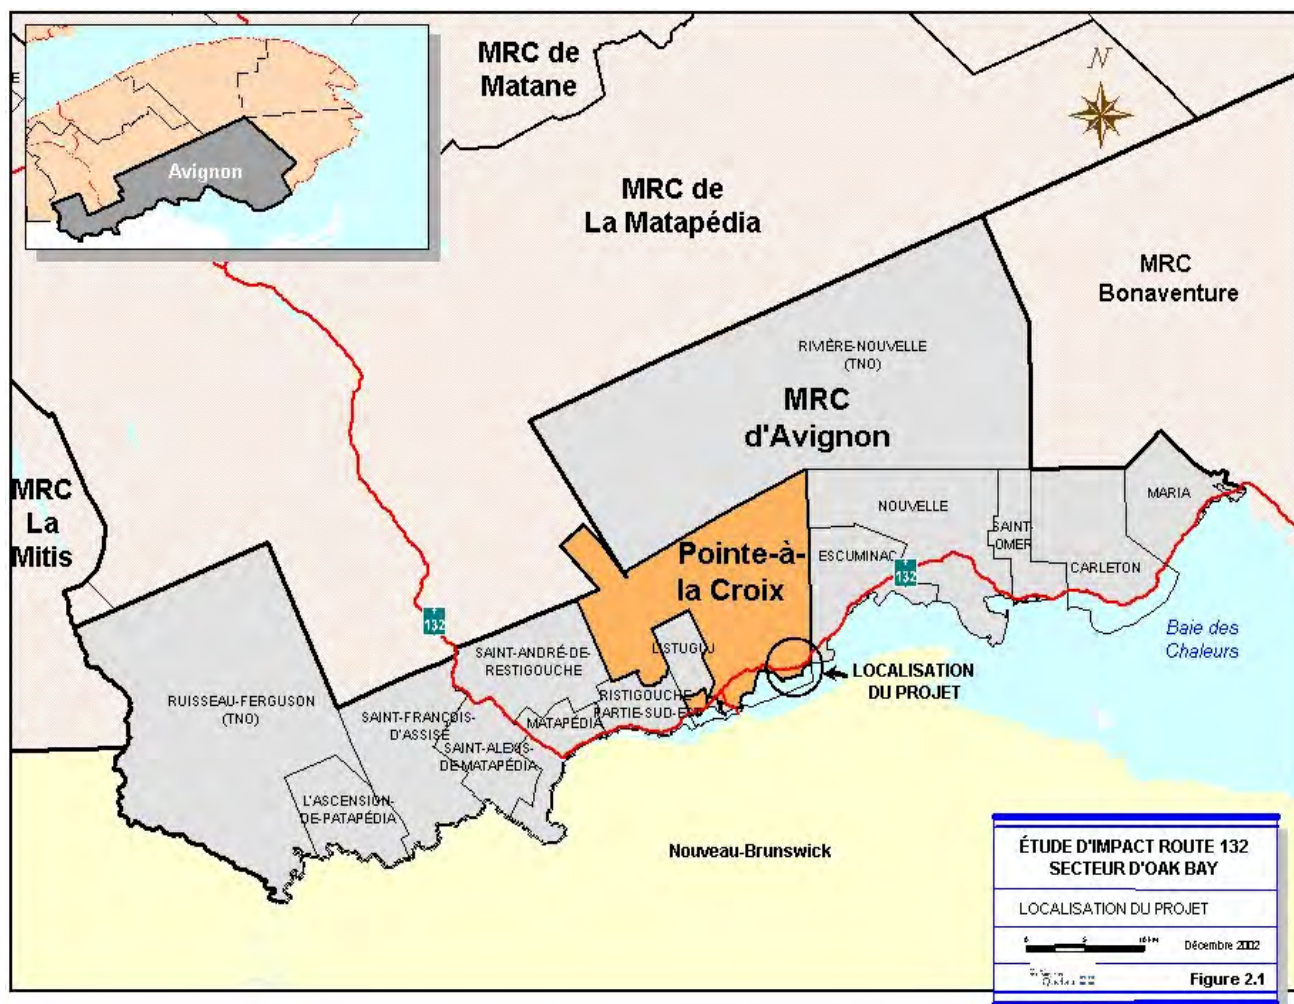 MRC de
Matane
N
Avignon
MRC de
La Matapédia
MRC
Bonaventure
RIVIÈRE-NOUVELLE
(TNO)
MRC
d'Avignon
MRC
La
Mitis
NOUVELLE
MARIA
SAINT-
OMER
ESCUMINAC
CARLETON
Pointe-à-
la Croix
132
132
Baie des
Chaleurs
LISTUGUJ
SAINT-ANDRÉ-DE-
RESTIGOUCHE
LOCALISATION
DU PROJET
RUISSEAU-FERGUSON
(TNO)
RISTIGOUCHE-
PARTIE-SUD-EST
SAINT-FRANÇOIS-
D'ASSISE
MATAPÉDIA
SAINT-ALEXIS-
DE-MATAPÉDIA
L'ASCENSION-
DE-PATAPÉDIA
Nouveau-Brunswick
ÉTUDE D'IMPACT ROUTE 132
SECTEUR D'OAK BAY
LOCALISATION DU PROJET
Décembre 2002
Figure 2.1